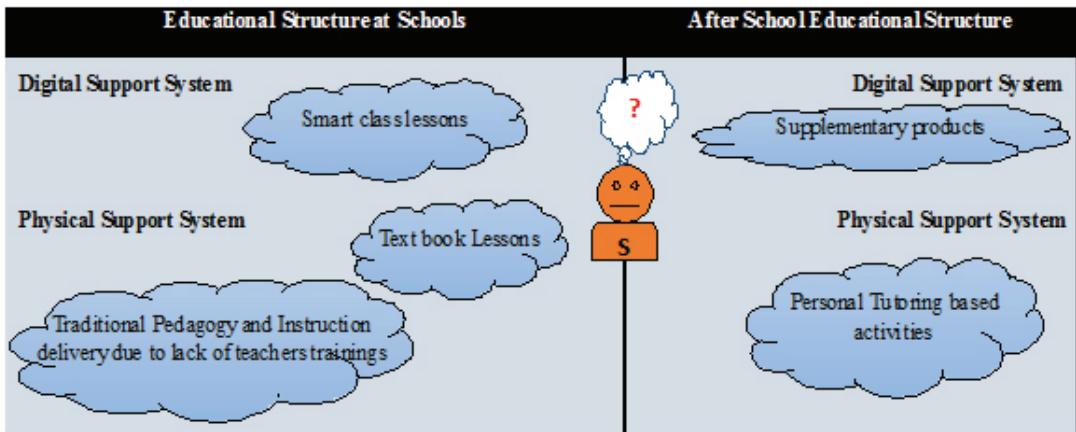 Educational Structure at Schools
After School Educational Structure
Digital Support System
Smart class lessons
?
Digital Support System
Supplementary products
Physical Support System
Text book Lessons
S
Physical Support System
Traditional Pedagogy and Instruction
delivery due to lack of teachers trainings
Personal Tutoring based
activities